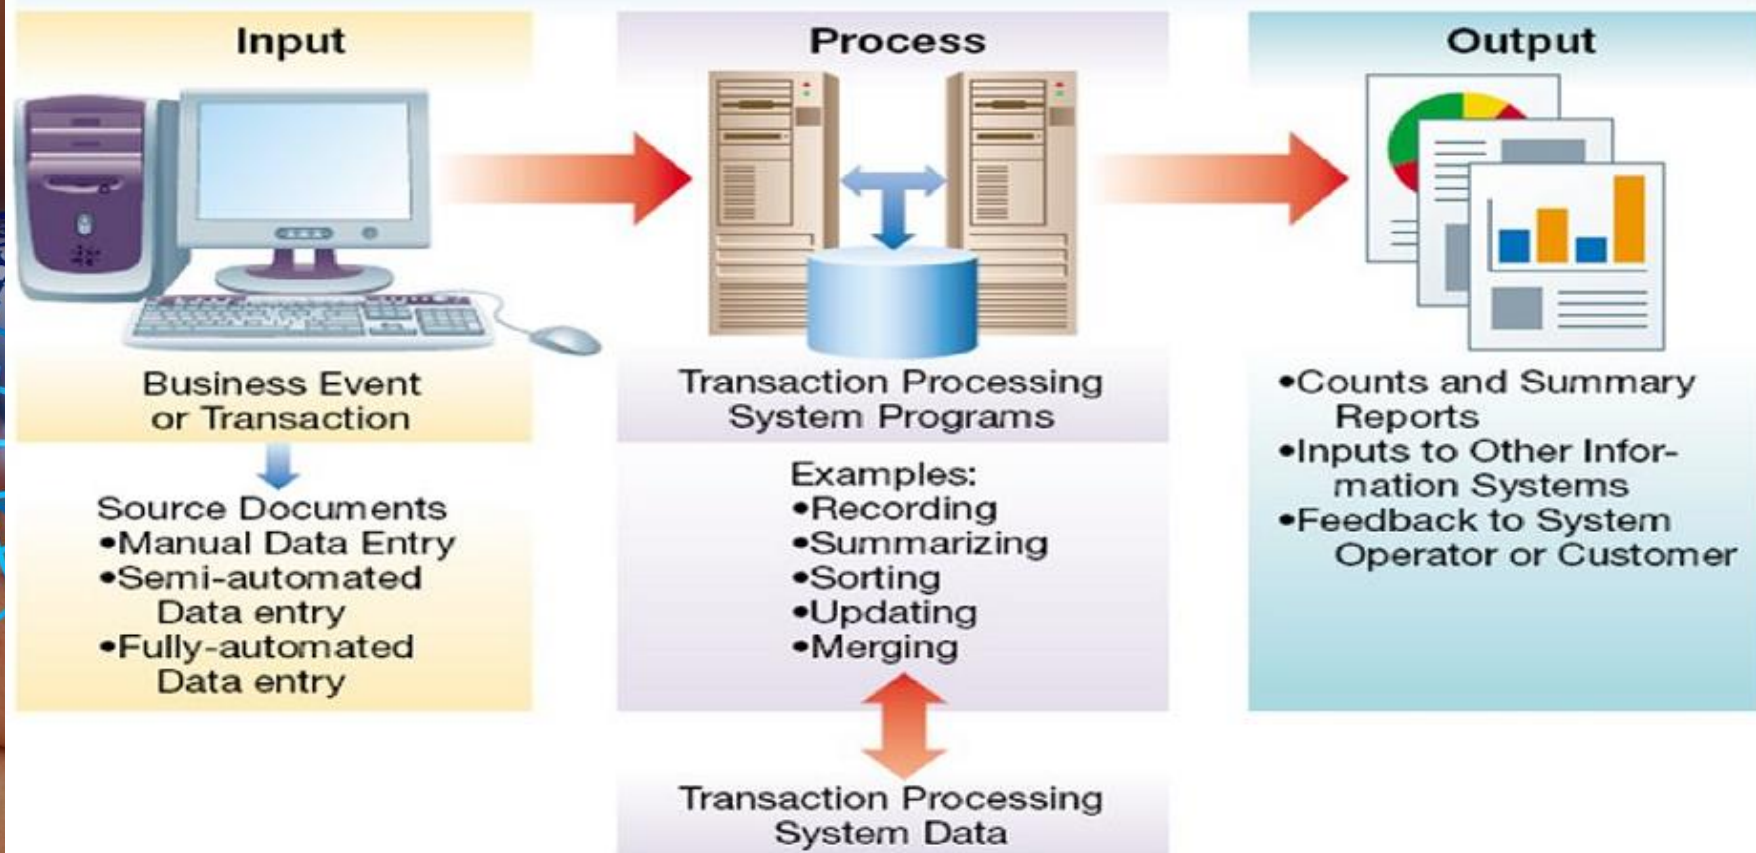 Input
Business Event
or Transaction
Source Documents
•Manual Data Entry
•Semi-automated
Data entry
•Fully-automated
Data entry
Process
Transaction Processing
System Programs
Examples:
•Recording
•Summarizing
•Sorting
•Updating
•Merging
Transaction Processing
System Data
Output
•Counts and Summary
Reports
•Inputs to Other Infor-
mation Systems
•Feedback to System
Operator or Customer